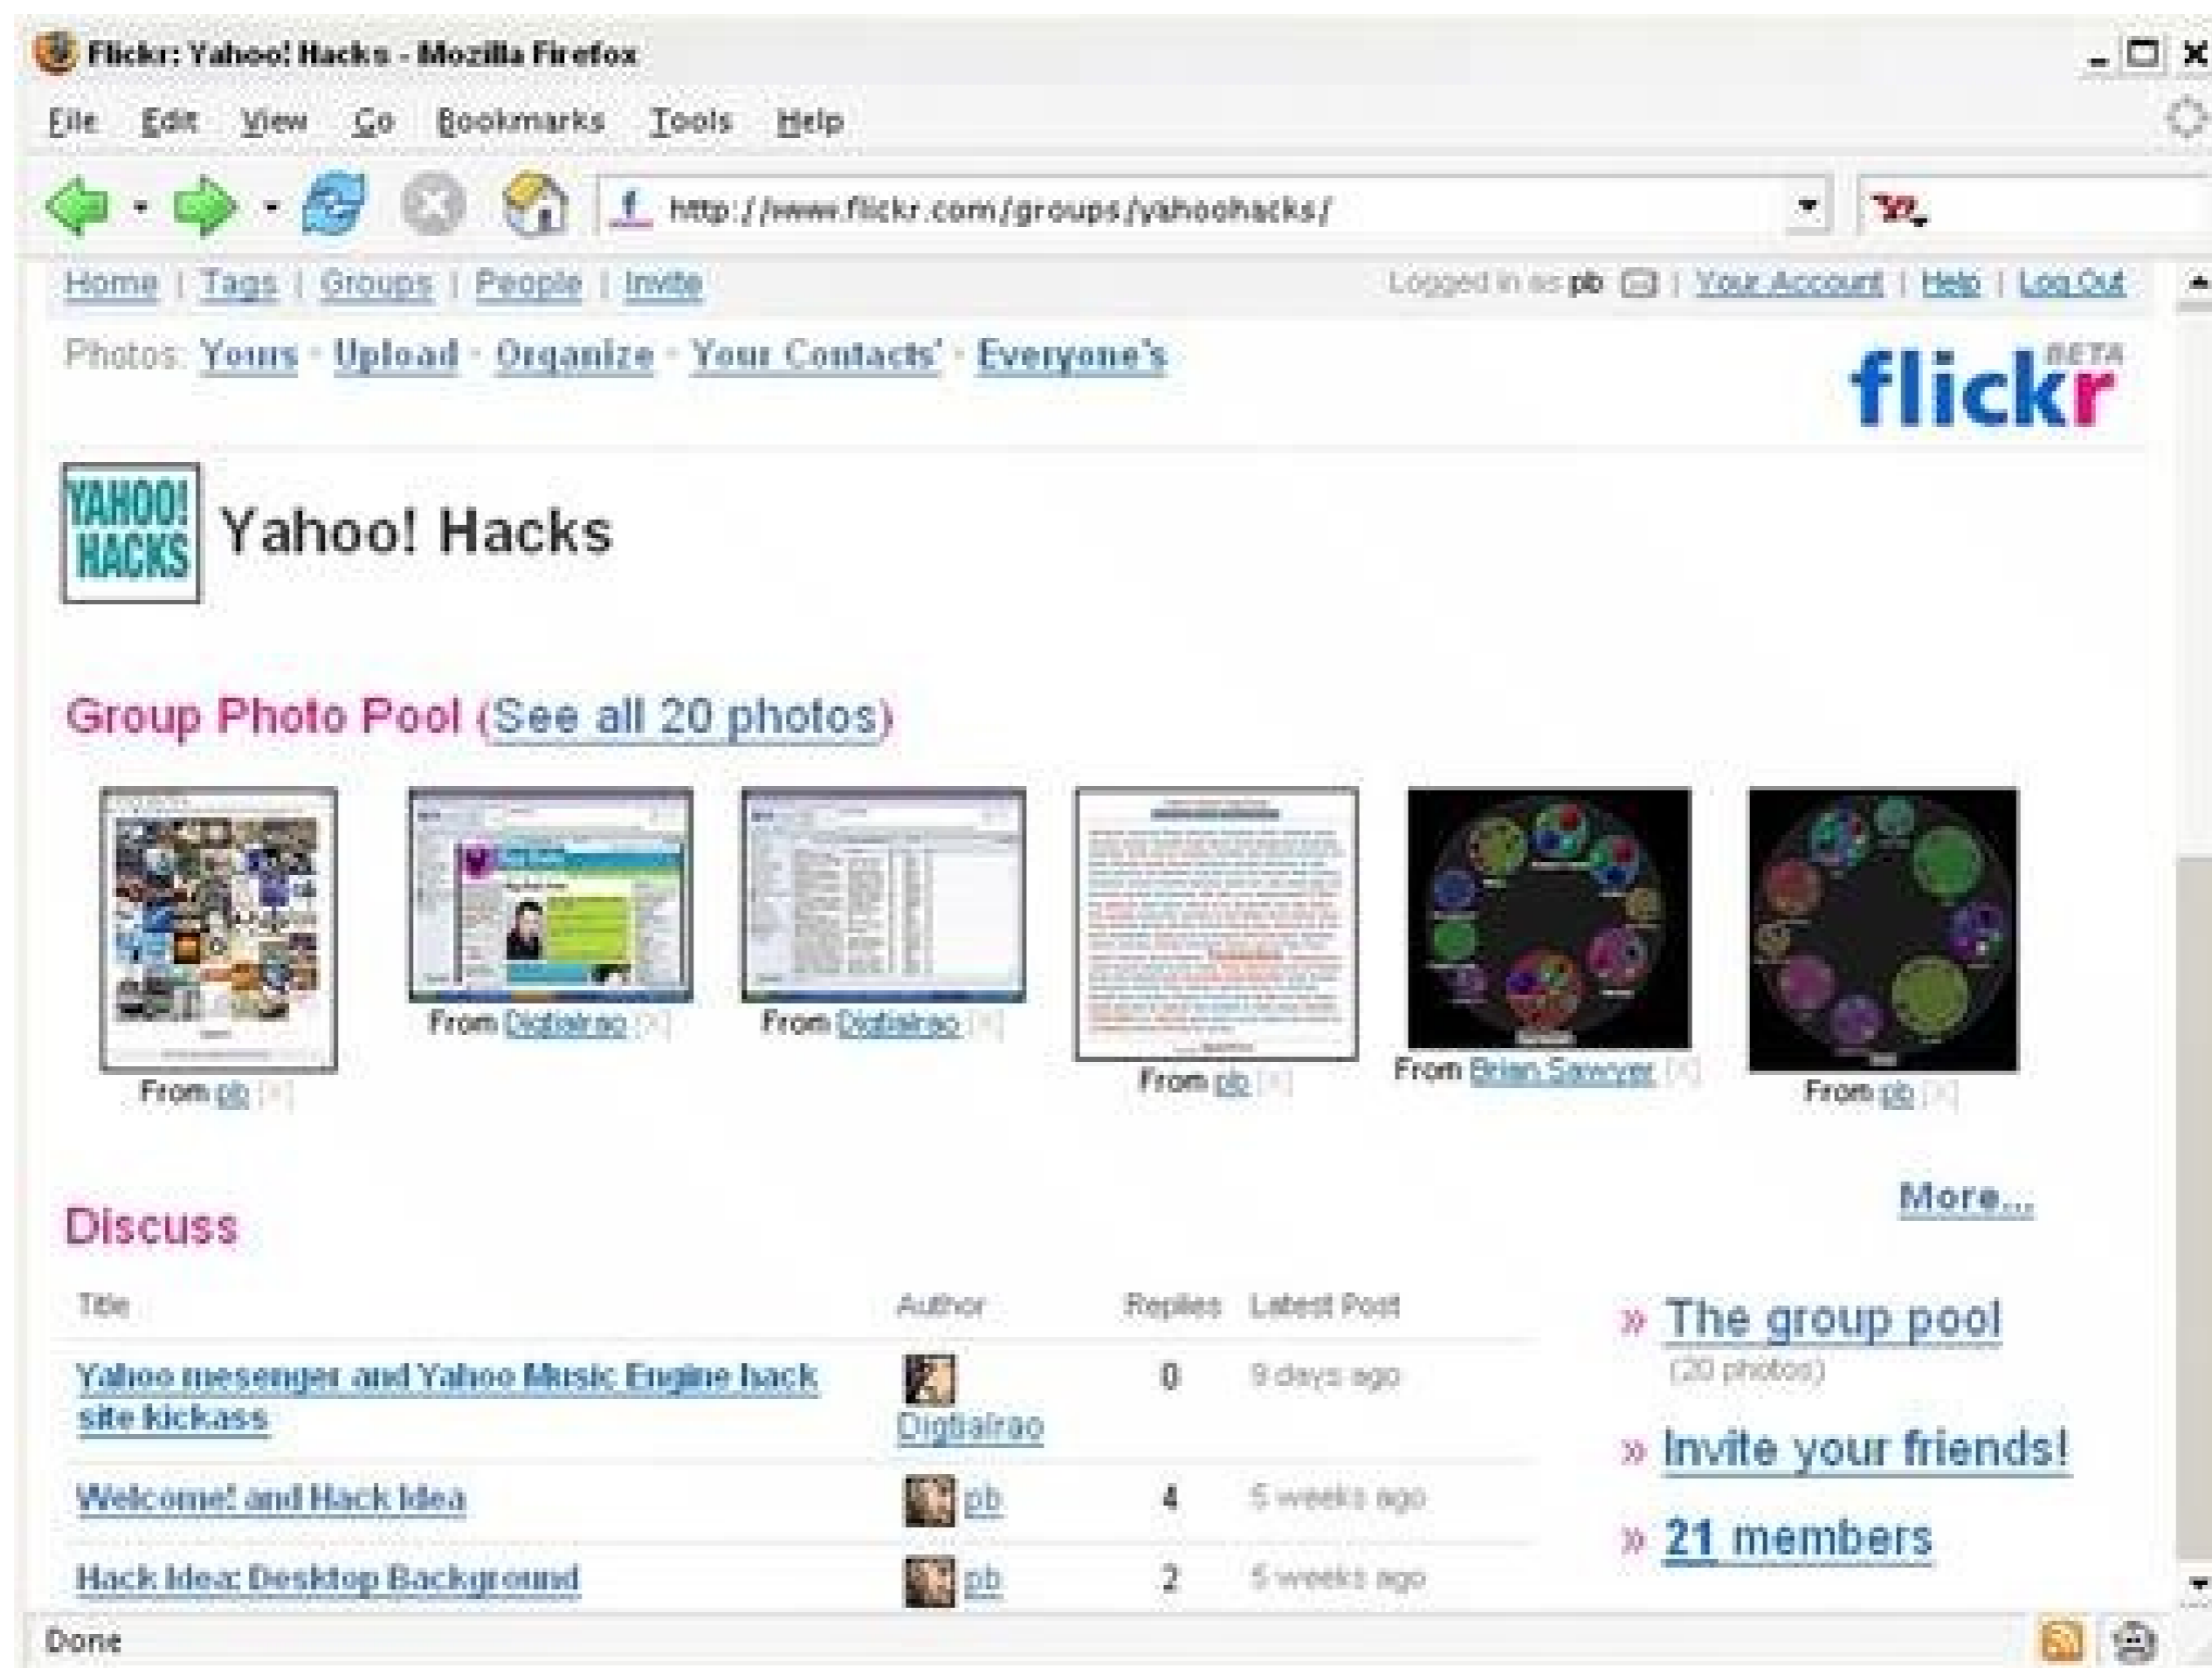 Flickr: Yahoo! Hacks - Mozilla Firefox
File Edit View Go Bookmarks Tools Help
http://www.flickr.com/groups/yahoohacks/
Home | Tags | Groups | People | Invite
Logged in as pb | Your Account | Help | Log Out
Photos: Yours · Upload · Organize · Your Contacts' · Everyone's
flickr BETA
YAHOO!
HACKS
Yahoo! Hacks
Group Photo Pool (See all 20 photos)
From pb [x]
From Digtialrao [x]
From Digtialrao [x]
From pb [x]
From Brian Sawyer [x]
From pb [x]
More...
Discuss
Title Author Replies Latest Post
Yahoo mesenger and Yahoo Music Engine hack
site kickass
Digtialrao
0 9 days ago
Welcome! and Hack Idea pb 4 5 weeks ago
Hack Idea: Desktop Background pb 2 5 weeks ago
» The group pool
(20 photos)
» Invite your friends!
» 21 members
Done